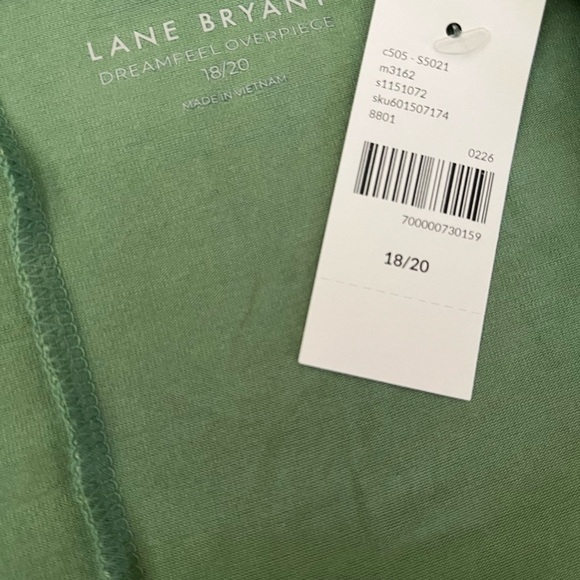 LANE BRYANT
DREAMFEEL OVERPIECE
18/20
MADE IN VIETNAM
c505 - S5021
m3162
s1151072
sku601507174
8801
0226
700000730159
18/20